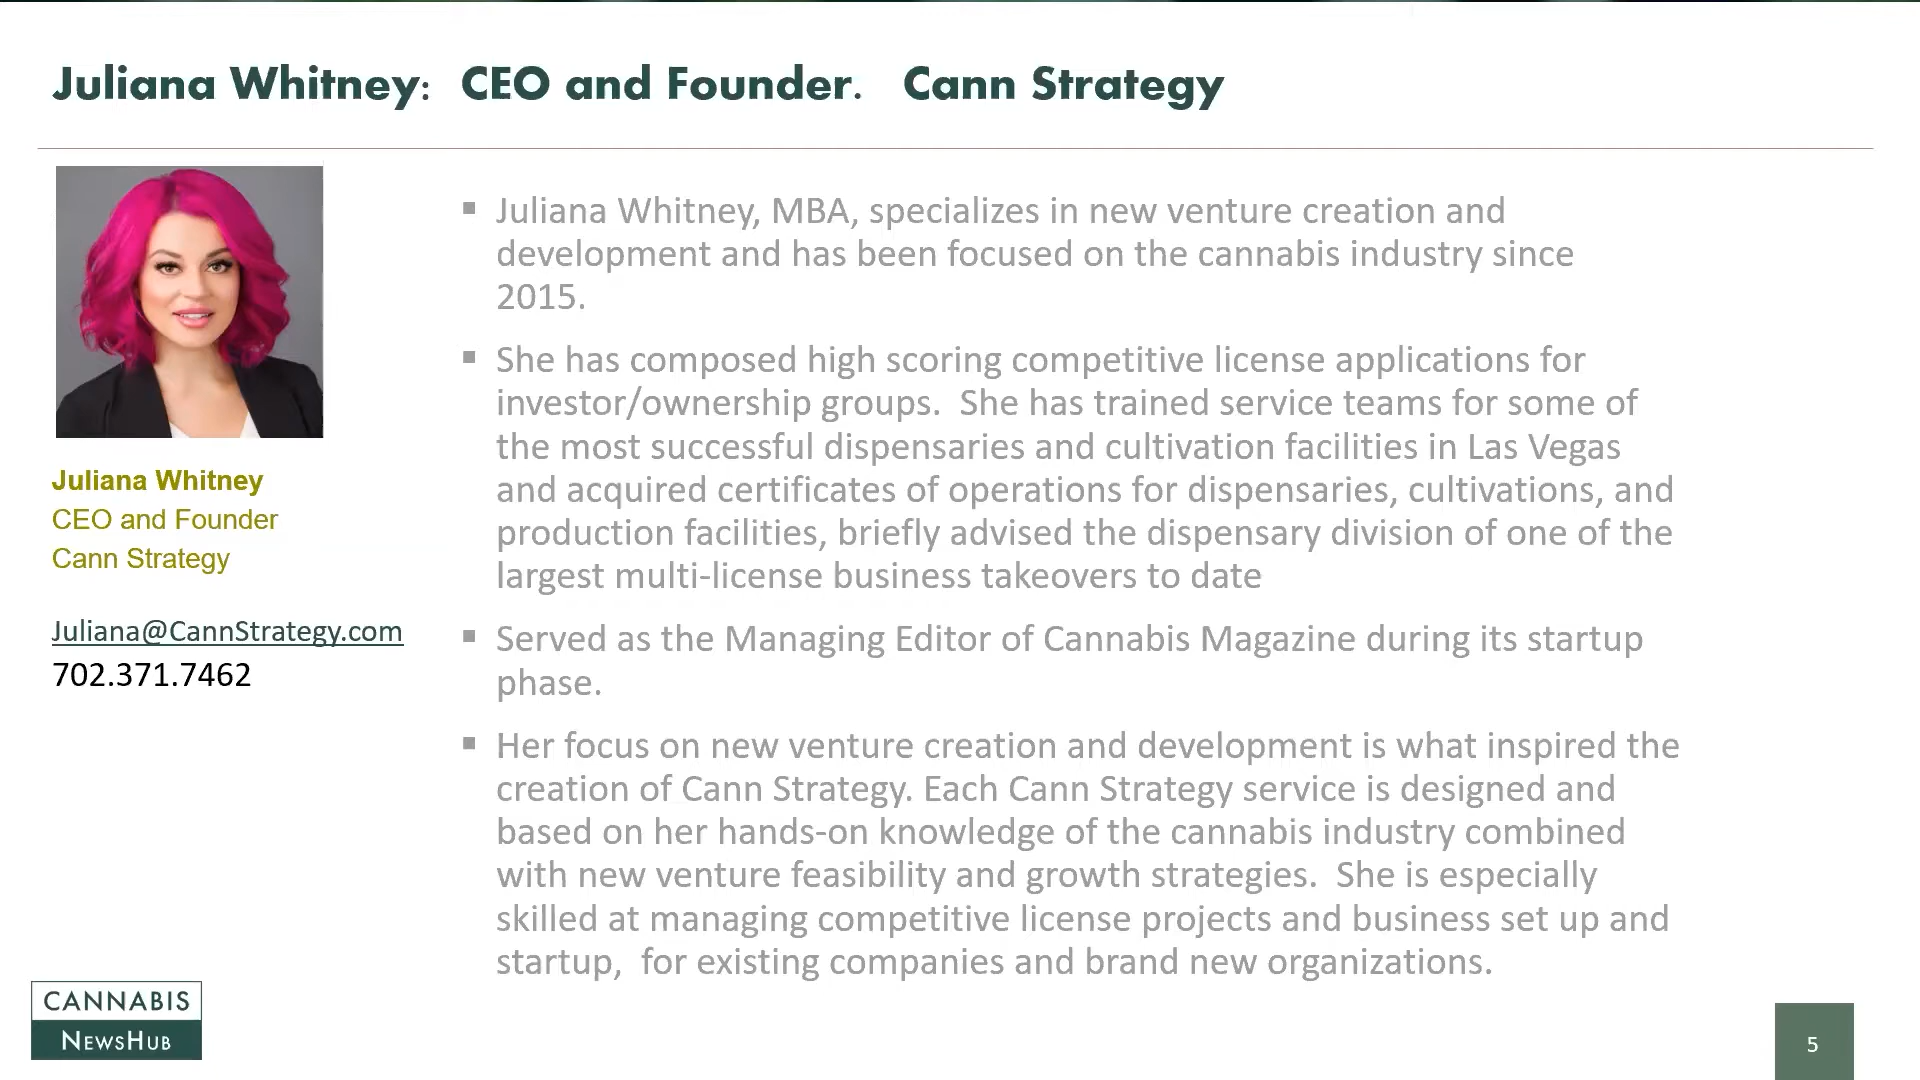 Juliana Whitney:  CEO and Founder.   Cann Strategy
Juliana Whitney
CEO and Founder
Cann Strategy
Juliana@CannStrategy.com
702.371.7462
▪ Juliana Whitney, MBA, specializes in new venture creation and
development and has been focused on the cannabis industry since
2015.
▪ She has composed high scoring competitive license applications for
investor/ownership groups.  She has trained service teams for some of
the most successful dispensaries and cultivation facilities in Las Vegas
and acquired certificates of operations for dispensaries, cultivations, and
production facilities, briefly advised the dispensary division of one of the
largest multi-license business takeovers to date
▪ Served as the Managing Editor of Cannabis Magazine during its startup
phase.
▪ Her focus on new venture creation and development is what inspired the
creation of Cann Strategy. Each Cann Strategy service is designed and
based on her hands-on knowledge of the cannabis industry combined
with new venture feasibility and growth strategies.  She is especially
skilled at managing competitive license projects and business set up and
startup,  for existing companies and brand new organizations.
CANNABIS
NEWSHUB
5